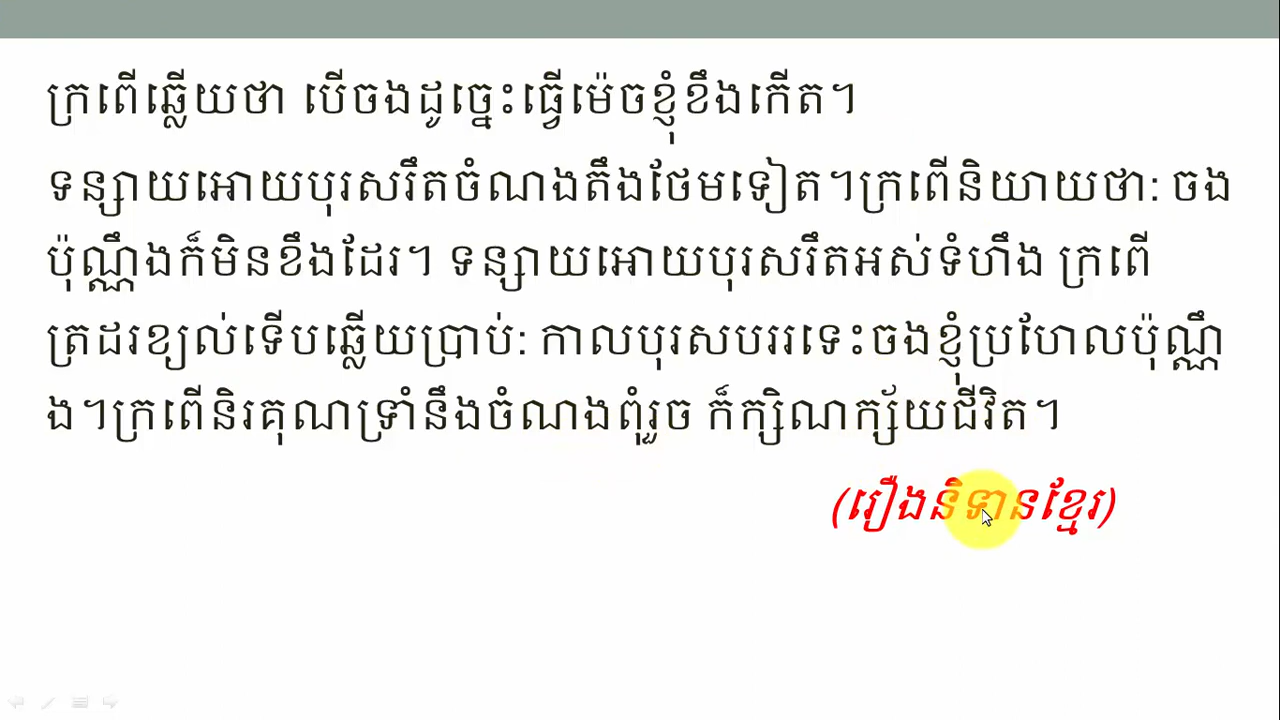 ក្រពើឆ្លើយថា បើចងដូច្នេះធ្វើម៉េចខ្ញុំខឹងកើត។
ទន្សាយអោយបុរសរឹតចំណងតឹងថែមទៀត។ក្រពើនិយាយថា: ចង
ប៉ុណ្ណឹងក៏មិនខឹងដែរ។ ទន្សាយអោយបុរសរឹតអស់ទំហឹង ក្រពើ
ត្រដរខ្យល់ទើបឆ្លើយប្រាប់: កាលបុរសបររទេះចងខ្ញុំប្រហែលប៉ុណ្ណឹ
ង។ក្រពើនិរគុណទ្រាំនឹងចំណងពុំរួច ក៏ក្សិណក្ស័យជីវិត។
(រឿងនិទានខ្មែរ)